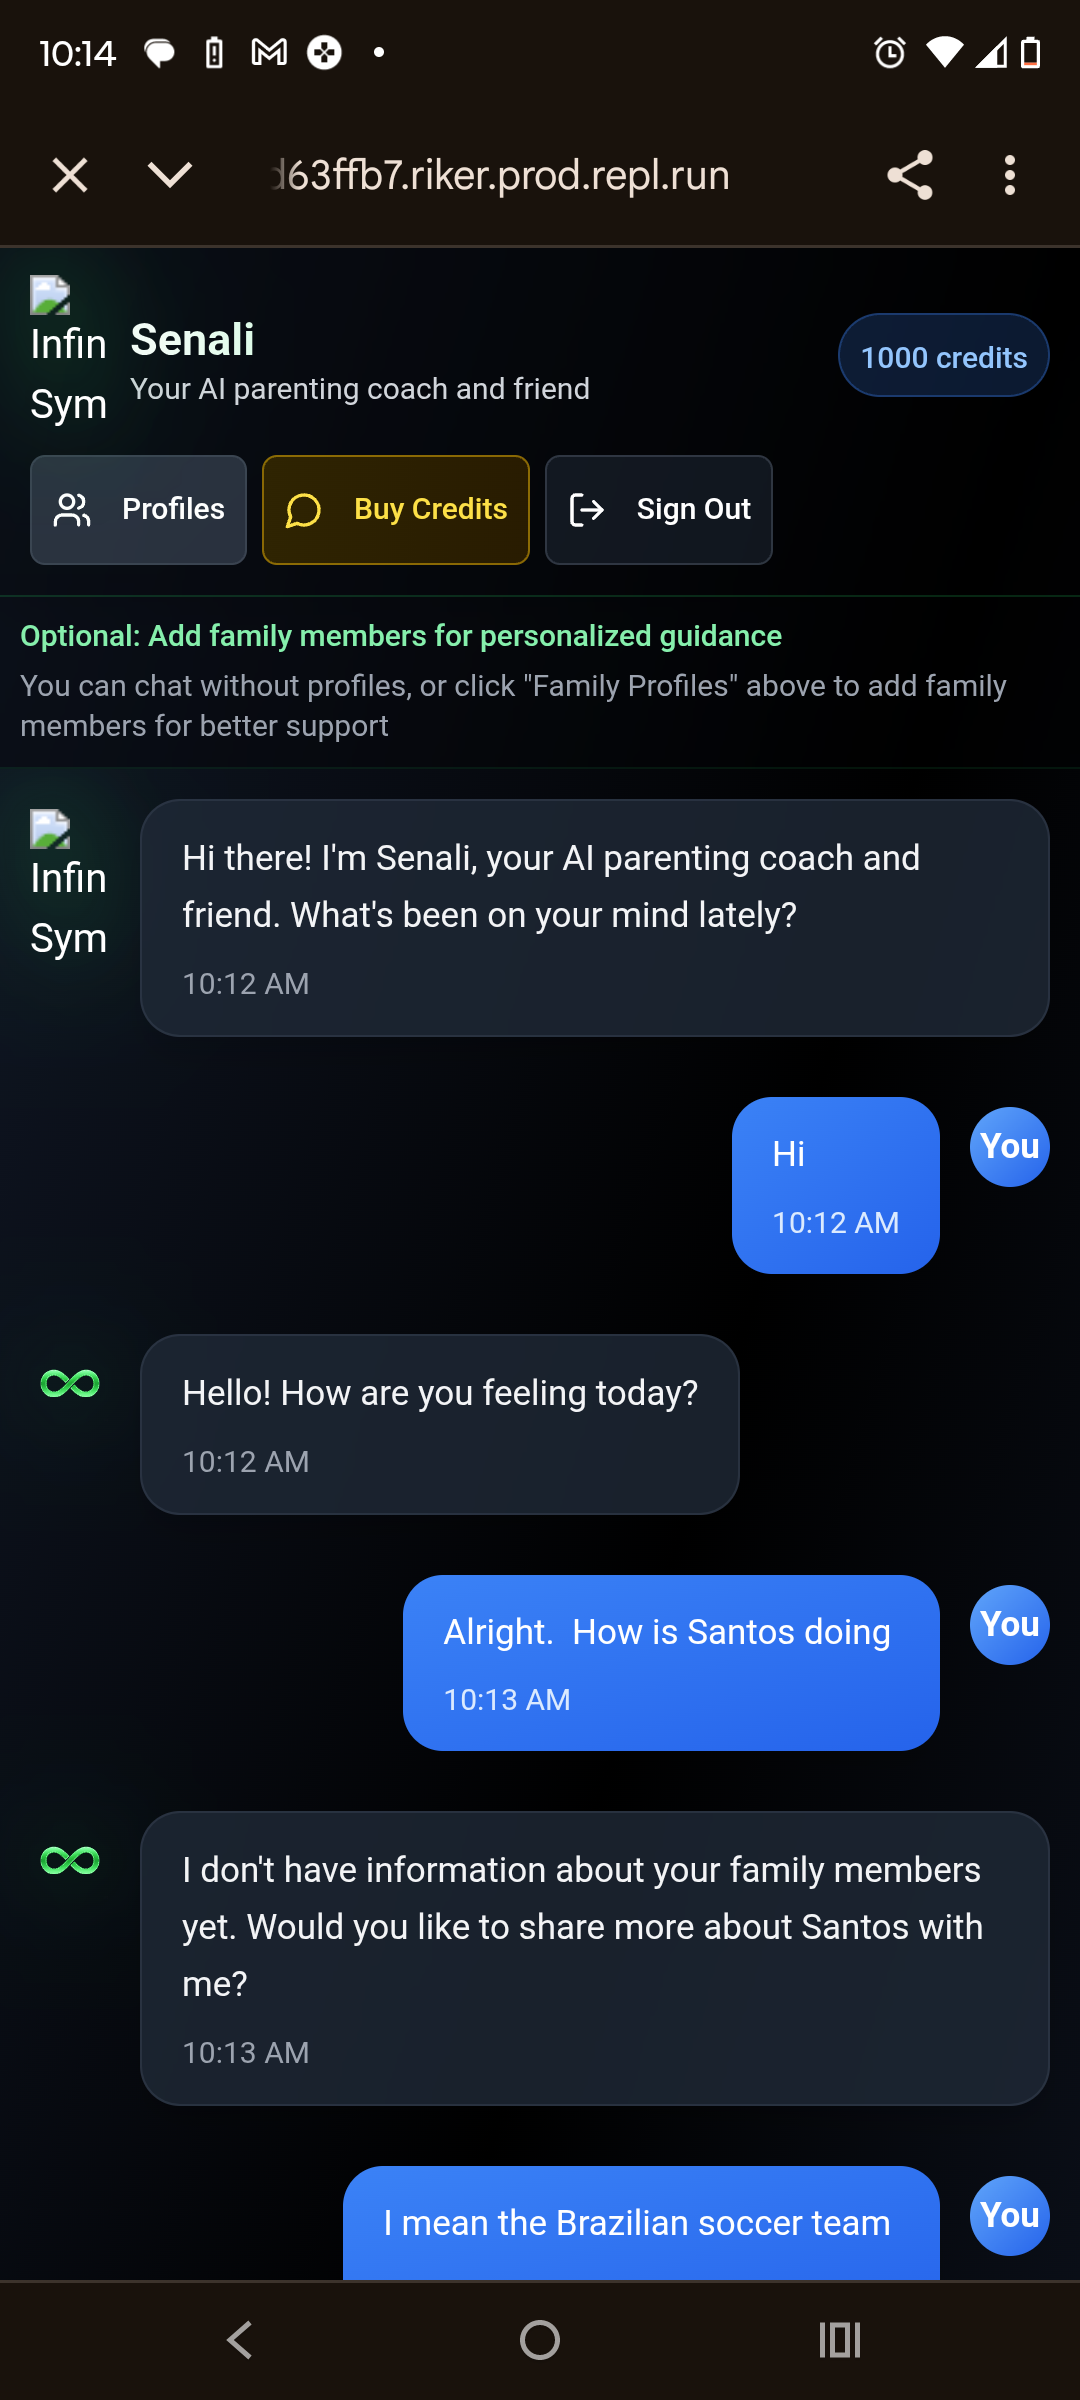 10:14
d63ffb7.riker.prod.repl.run
Infin
Sym
Senali
Your AI parenting coach and friend
1000 credits
Profiles
Buy Credits
Sign Out
Optional: Add family members for personalized guidance
You can chat without profiles, or click "Family Profiles" above to add family
members for better support
Infin
Sym
Hi there! I'm Senali, your AI parenting coach and
friend. What's been on your mind lately?
10:12 AM
Hi
10:12 AM
You
Hello! How are you feeling today?
10:12 AM
Alright.  How is Santos doing
10:13 AM
You
I don't have information about your family members
yet. Would you like to share more about Santos with
me?
10:13 AM
I mean the Brazilian soccer team
You